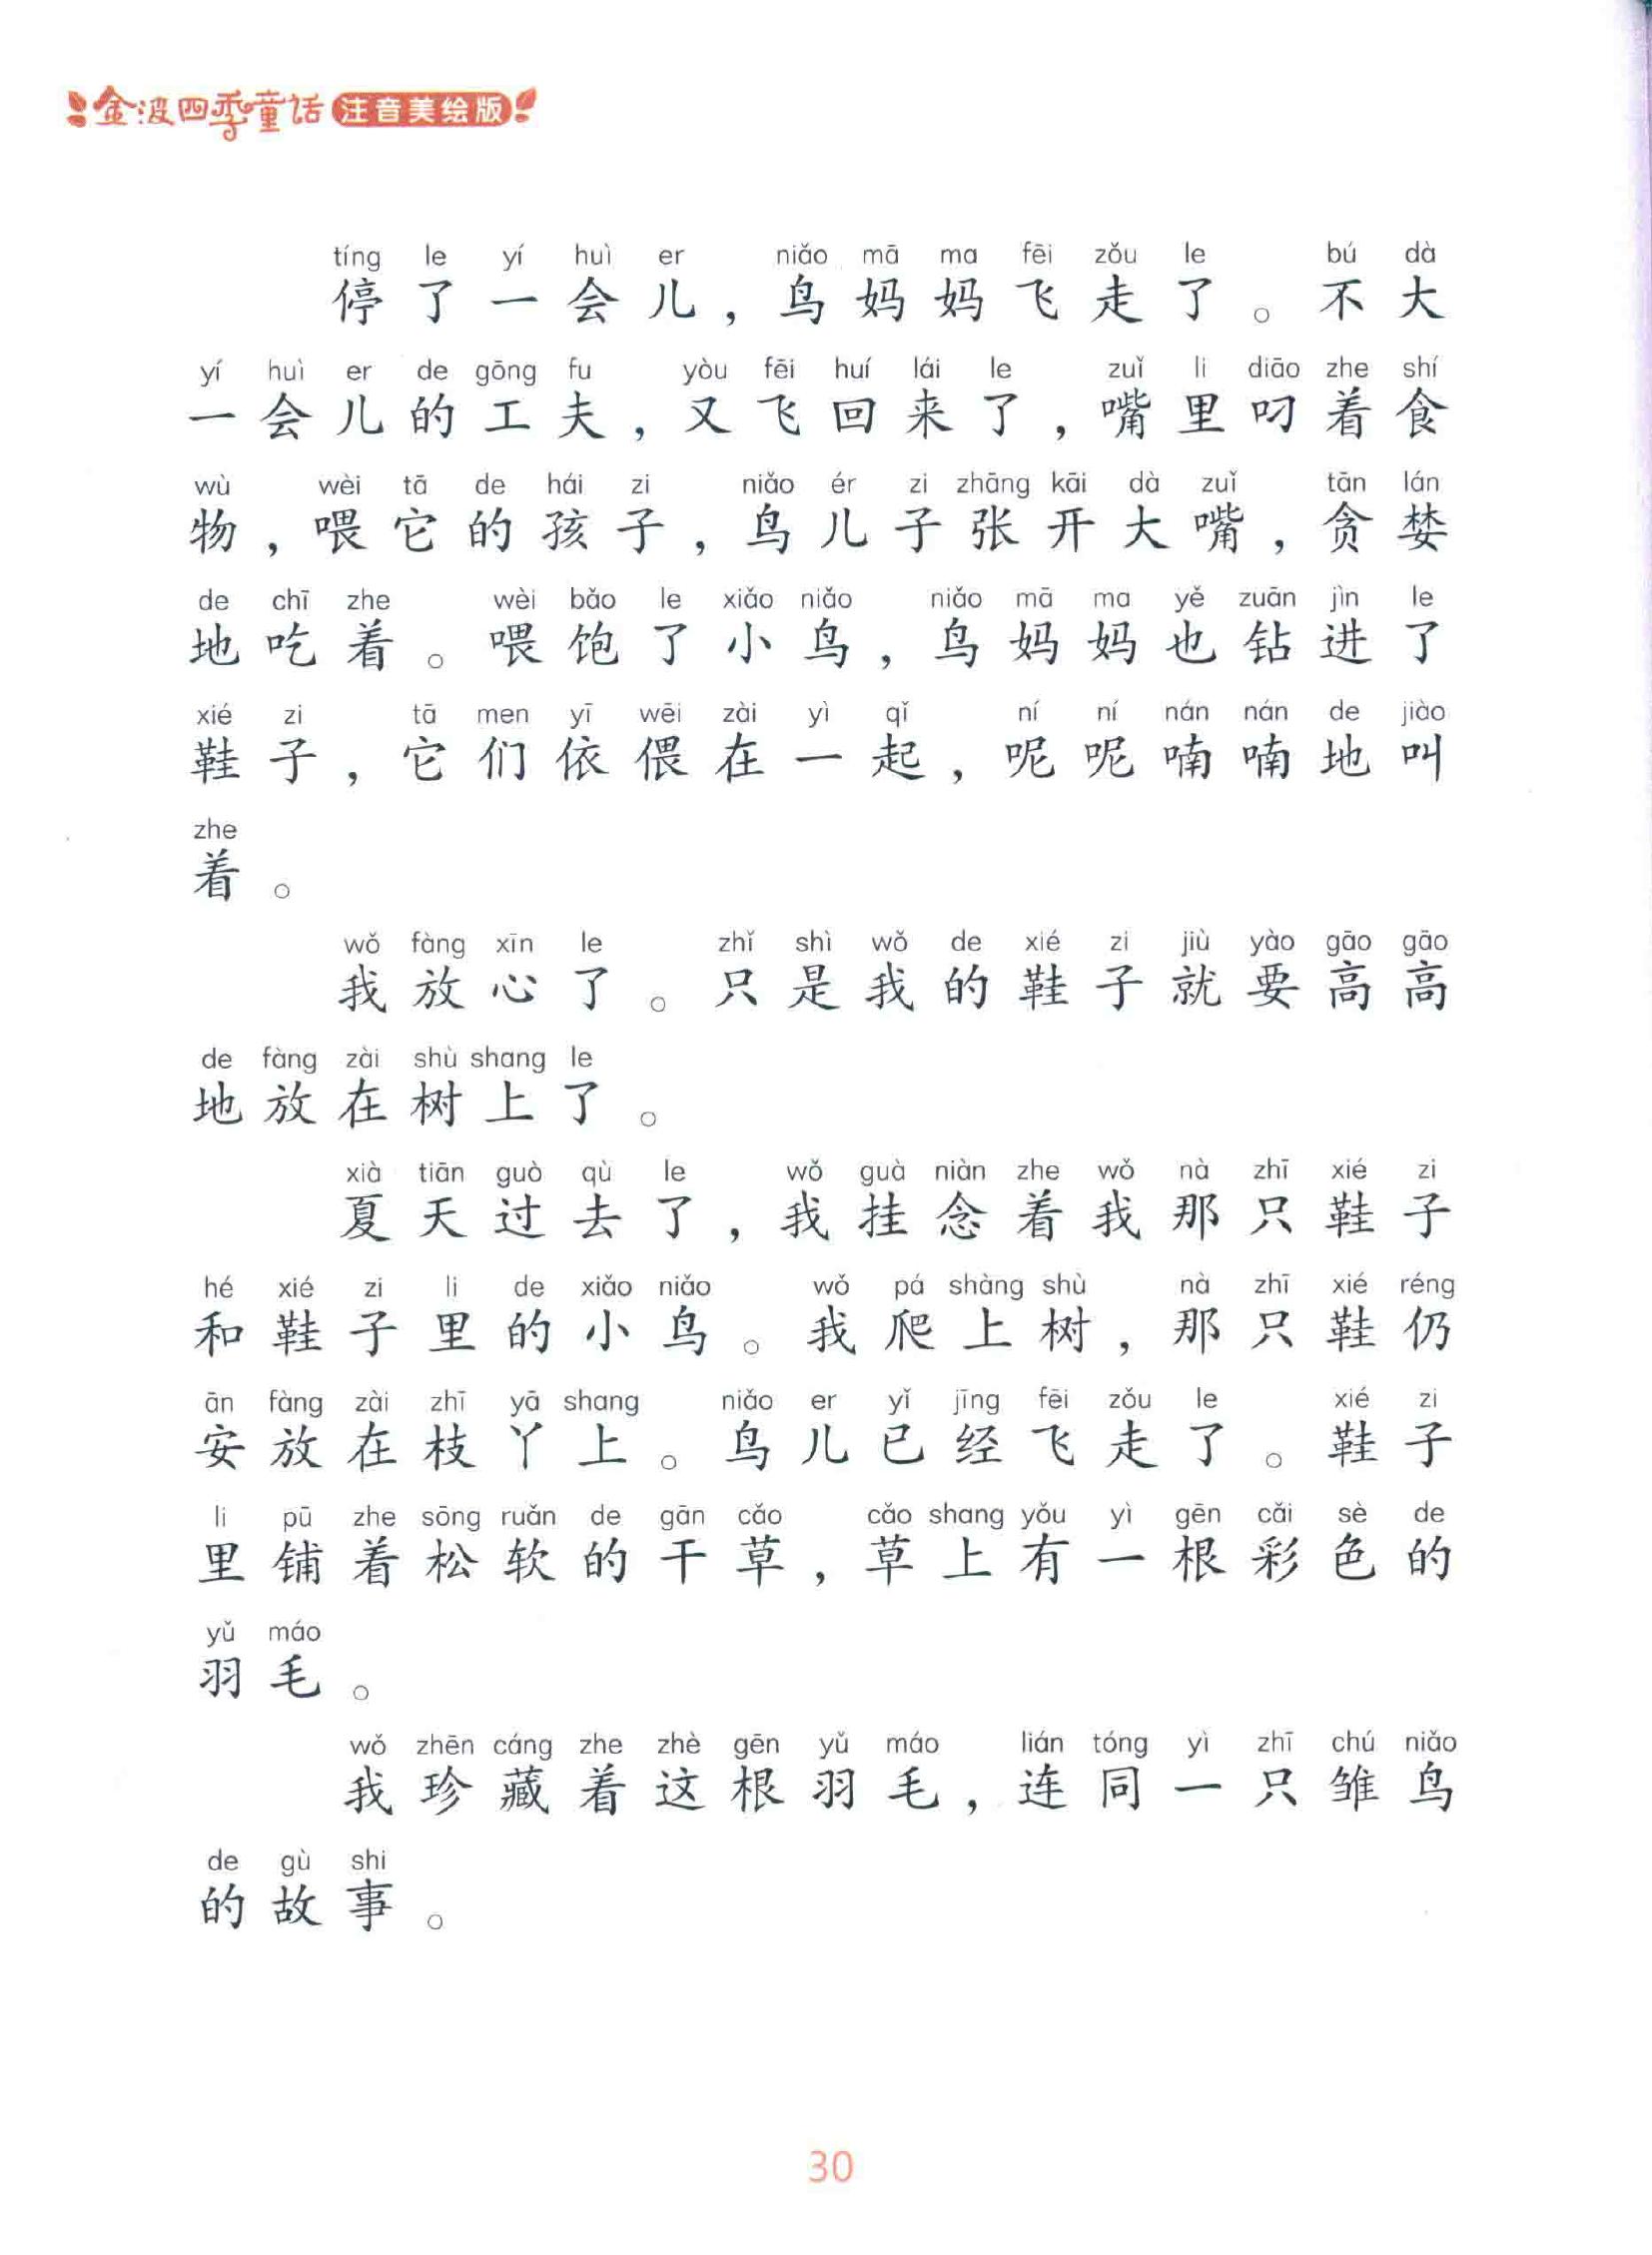 金波四季童话 注音美绘版
tíng le yí huì er niǎo mā ma fēi zǒu le bú dà
停了一会儿，鸟妈妈飞走了。不大
yí huì er de gōng fu yòu fēi huí lái le zuǐ li diāo zhe shí
一会儿的工夫，又飞回来了，嘴里叼着食
wù wèi tā de hái zi niǎo ér zi zhāng kāi dà zuǐ tān lán
物，喂它的孩子，鸟儿子张开大嘴，贪婪
de chī zhe wèi bǎo le xiǎo niǎo niǎo mā ma yě zuān jìn le
地吃着。喂饱了小鸟，鸟妈妈也钻进了
xié zi tā men yī wēi zài yì qǐ ní ní nán nán de jiào
鞋子，它们依偎在一起，呢呢喃喃地叫
zhe
着。
wǒ fàng xīn le zhǐ shì wǒ de xié zi jiù yào gāo gāo
我放心了。只是我的鞋子就要高高
de fàng zài shù shang le
地放在树上了。
xià tiān guò qù le wǒ guà niàn zhe wǒ nà zhī xié zi
夏天过去了，我挂念着我那只鞋子
hé xié zi li de xiǎo niǎo wǒ pá shàng shù nà zhī xié réng
和鞋子里的小鸟。我爬上树，那只鞋仍
ān fàng zài zhī yā shang niǎo er yǐ jīng fēi zǒu le xié zi
安放在枝丫上。鸟儿已经飞走了。鞋子
li pū zhe sōng ruǎn de gān cǎo cǎo shang yǒu yì gēn cǎi sè de
里铺着松软的干草，草上有一根彩色的
yǔ máo
羽毛。
wǒ zhēn cáng zhe zhè gēn yǔ máo lián tóng yì zhī chú niǎo
我珍藏着这根羽毛，连同一只雏鸟
de gù shi
的故事。
30